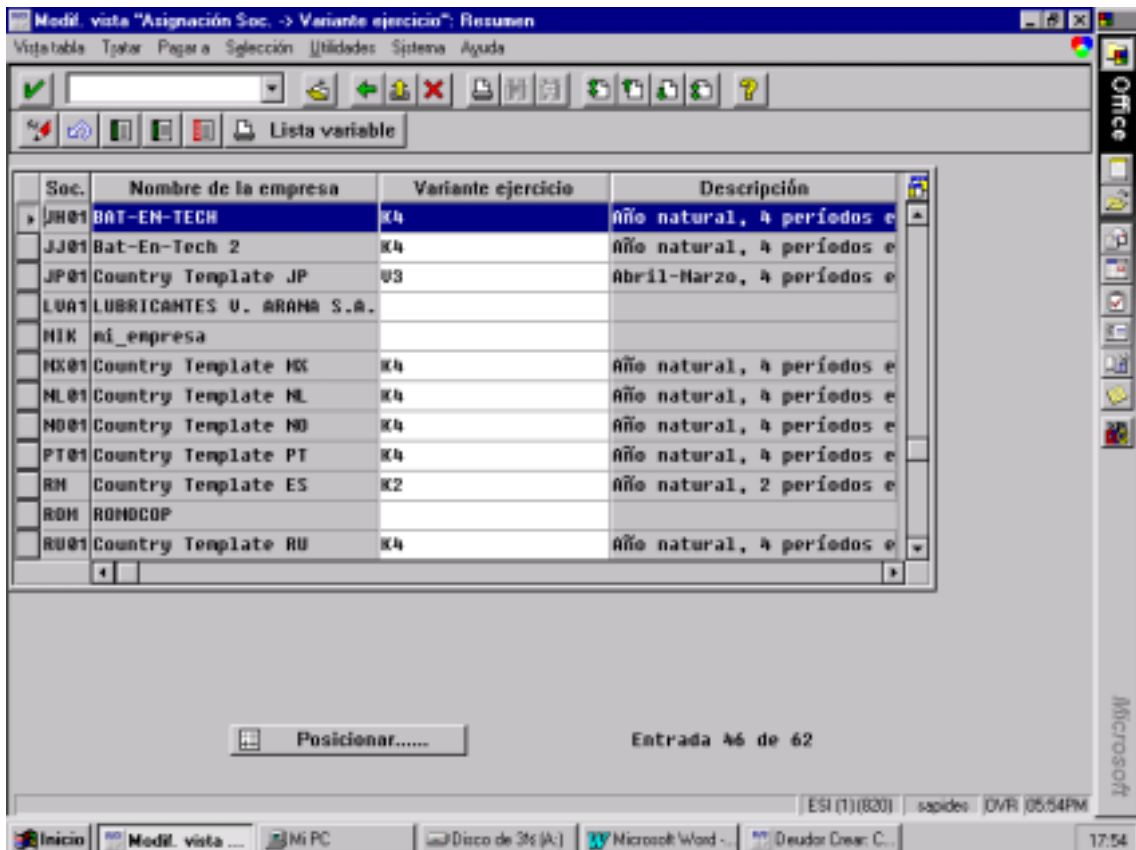 Modif. vista "Asignación Soc. -> Variante ejercicio": Resumen
Vista tabla Tratar Pasar a Selección Utilidades Sistema Ayuda
Lista variable
Soc. Nombre de la empresa Variante ejercicio Descripción
JH01 BAT-EN-TECH K4 Año natural, 4 períodos e
JJ01 Bat-En-Tech 2 K4 Año natural, 4 períodos e
JP01 Country Template JP V3 Abril-Marzo, 4 períodos e
LVA1 LUBRICANTES V. ARANA S.A.
MIK mi_empresa
MX01 Country Template MX K4 Año natural, 4 períodos e
NL01 Country Template NL K4 Año natural, 4 períodos e
NO01 Country Template NO K4 Año natural, 4 períodos e
PT01 Country Template PT K4 Año natural, 4 períodos e
RM Country Template ES K2 Año natural, 2 períodos e
ROM ROMDCOP
RU01 Country Template RU K4 Año natural, 4 períodos e
Posicionar...... Entrada 46 de 62
ESI (1) (820) sapides OVR 05:54PM
Inicio Modif. vista ... Mi PC Disco de 3½ (A:) Microsoft Word -... Deudor Crear: C... 17:54
Office
Microsoft